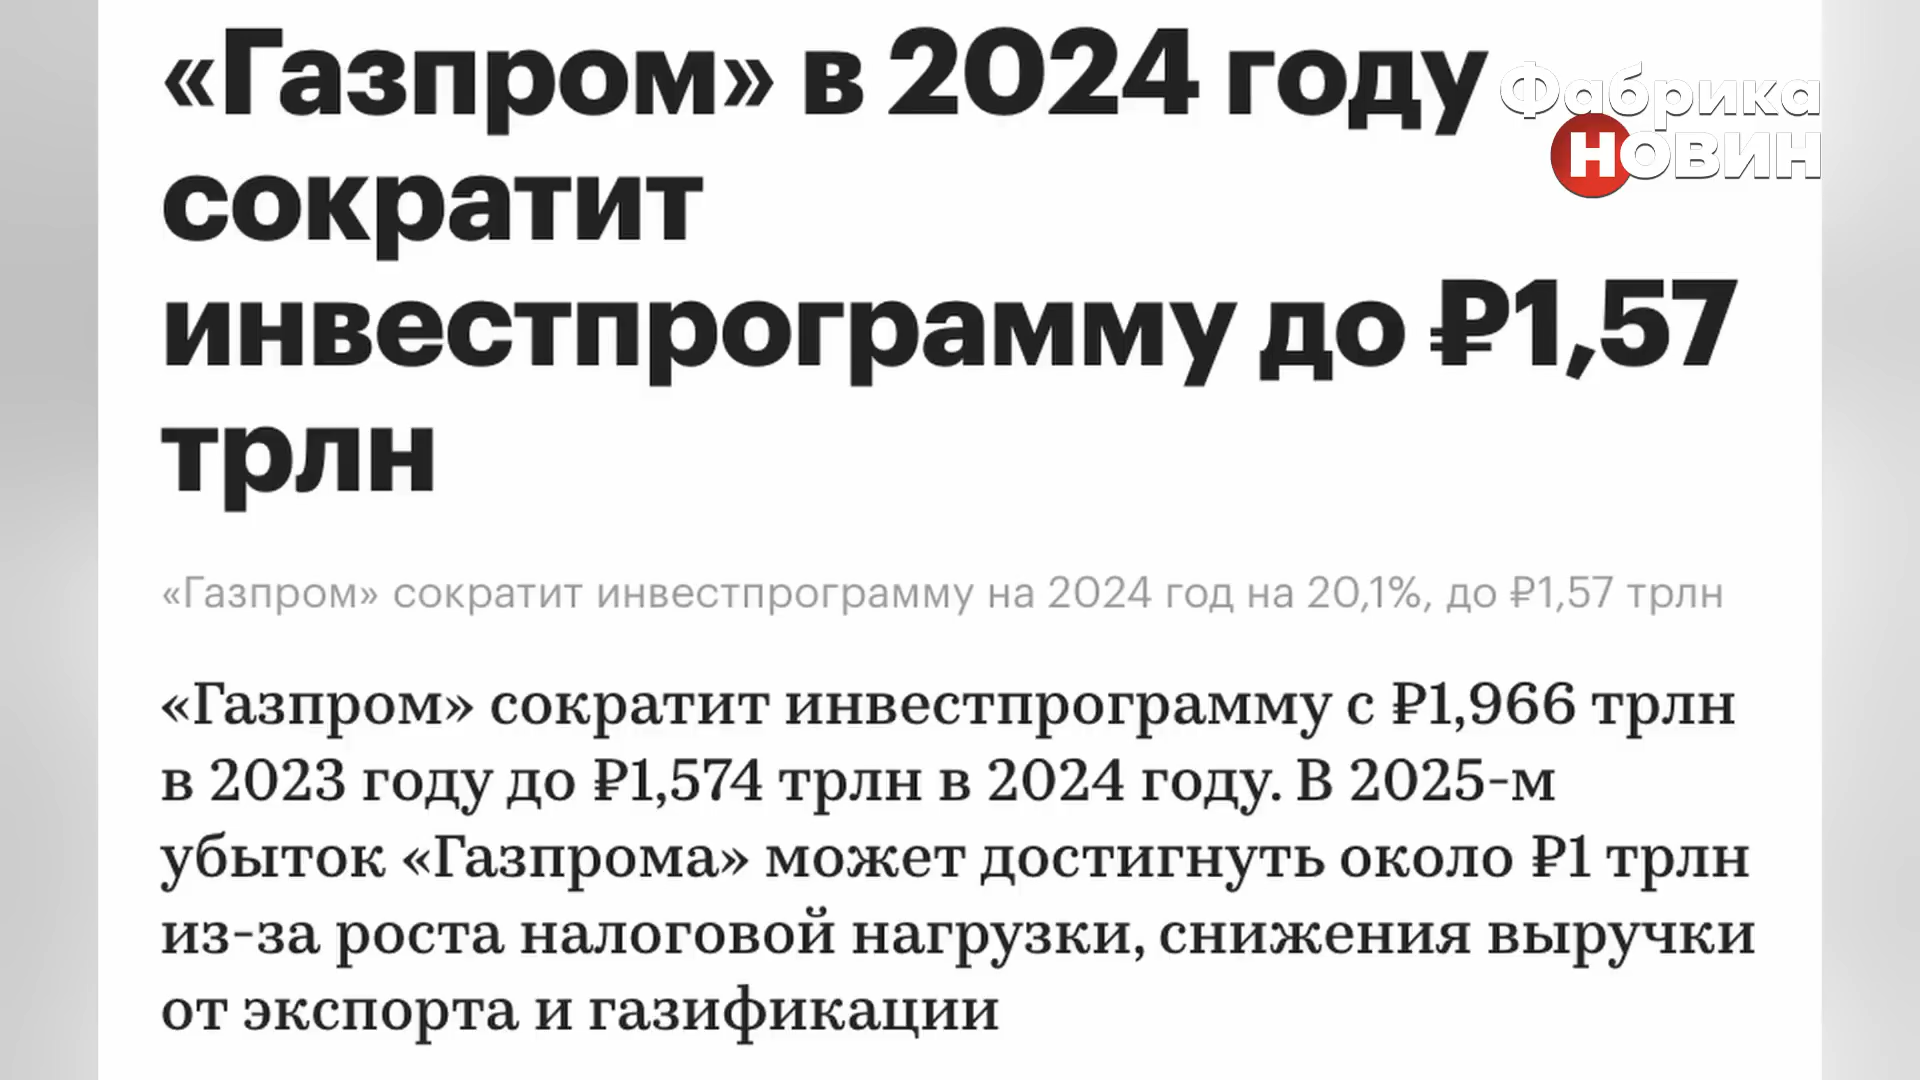 «Газпром» в 2024 году
сократит
инвестпрограмму до ₽1,57
трлн
Фабрика
новин
«Газпром» сократит инвестпрограмму на 2024 год на 20,1%, до ₽1,57 трлн
«Газпром» сократит инвестпрограмму с ₽1,966 трлн
в 2023 году до ₽1,574 трлн в 2024 году. В 2025-м
убыток «Газпрома» может достигнуть около ₽1 трлн
из-за роста налоговой нагрузки, снижения выручки
от экспорта и газификации